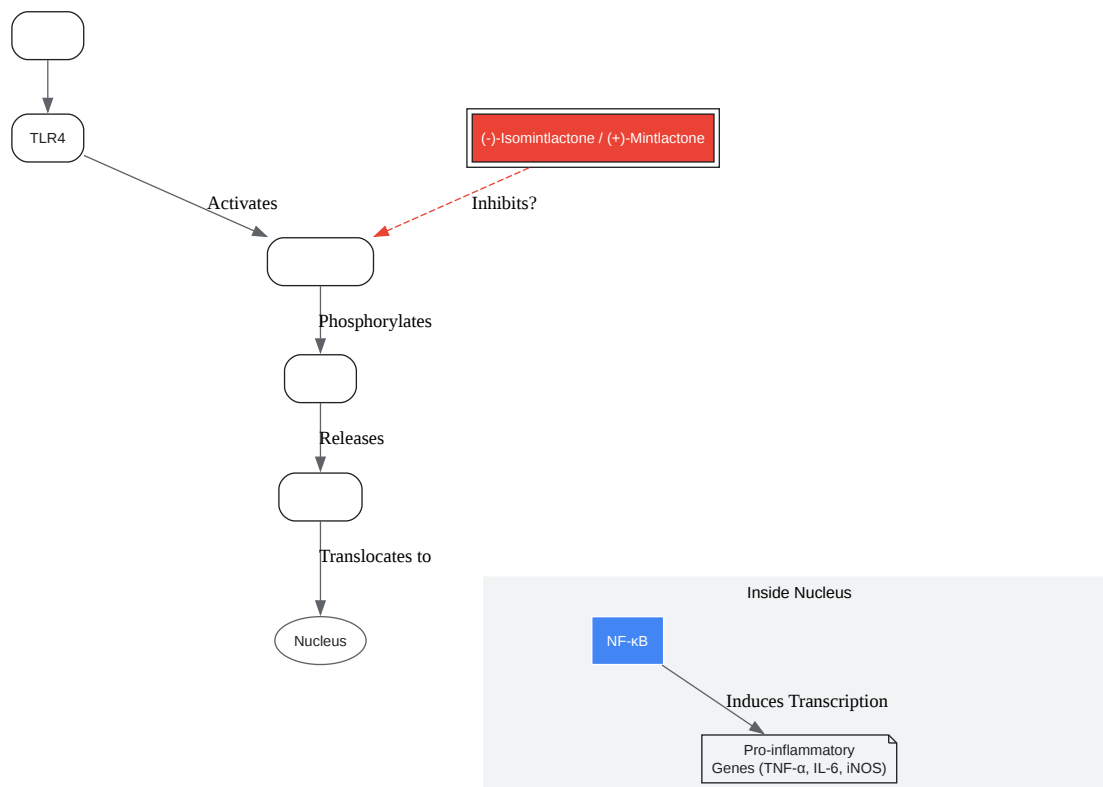 TLR4
(-)-Isomintlactone / (+)-Mintlactone
Activates
Inhibits?
Phosphorylates
Releases
Translocates to
Nucleus
Inside Nucleus
NF-κB
Induces Transcription
Pro-inflammatory
Genes (TNF-α, IL-6, iNOS)